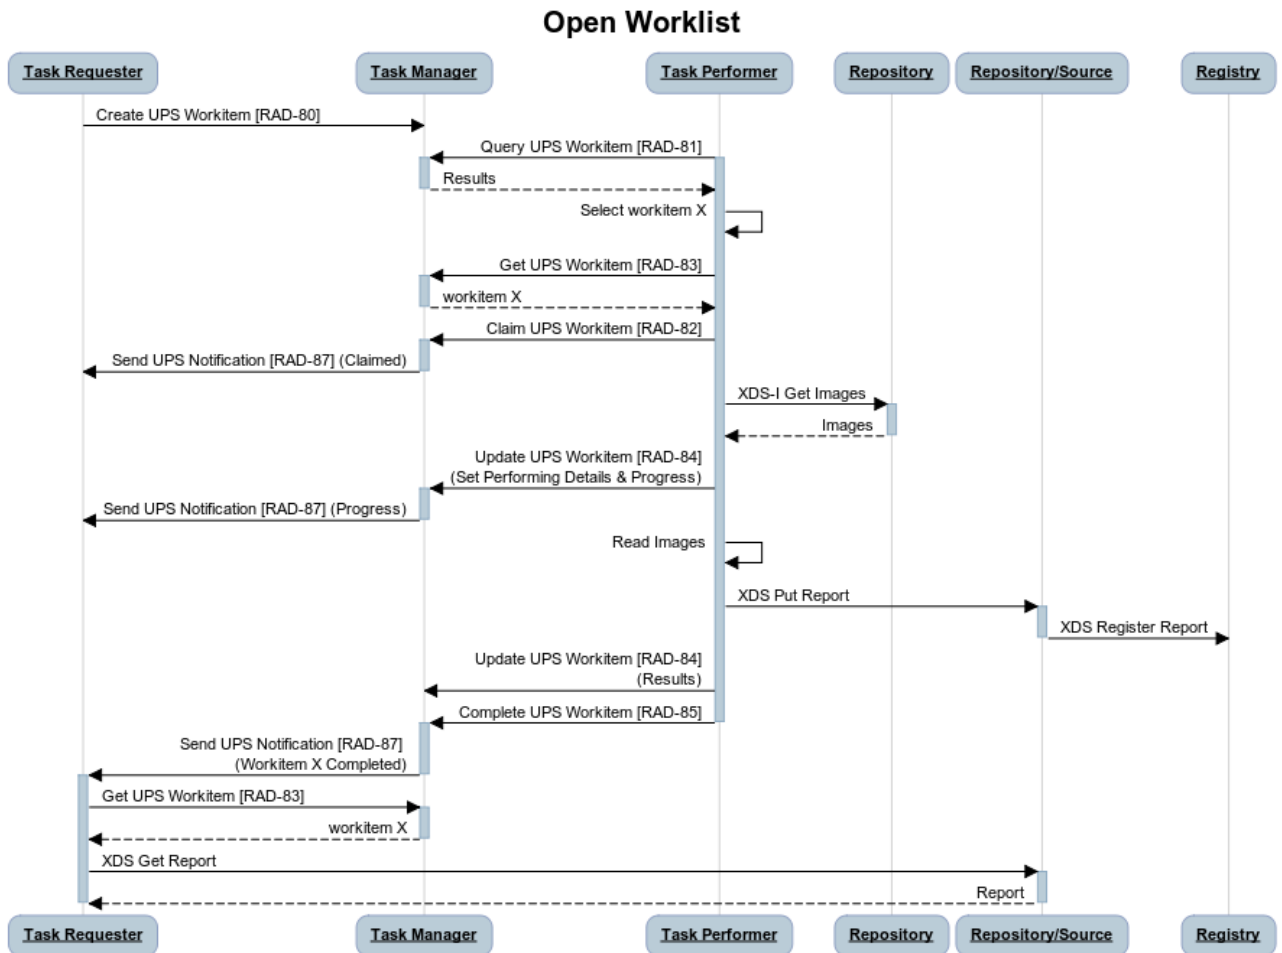 Open Worklist
Task Requester
Task Manager
Task Performer
Repository
Repository/Source
Registry
Create UPS Workitem [RAD-80]
Query UPS Workitem [RAD-81]
Results
Select workitem X
Get UPS Workitem [RAD-83]
workitem X
Claim UPS Workitem [RAD-82]
Send UPS Notification [RAD-87] (Claimed)
XDS-I Get Images
Images
Update UPS Workitem [RAD-84]
(Set Performing Details & Progress)
Send UPS Notification [RAD-87] (Progress)
Read Images
XDS Put Report
XDS Register Report
Update UPS Workitem [RAD-84]
(Results)
Complete UPS Workitem [RAD-85]
Send UPS Notification [RAD-87]
(Workitem X Completed)
Get UPS Workitem [RAD-83]
workitem X
XDS Get Report
Report
Task Requester
Task Manager
Task Performer
Repository
Repository/Source
Registry